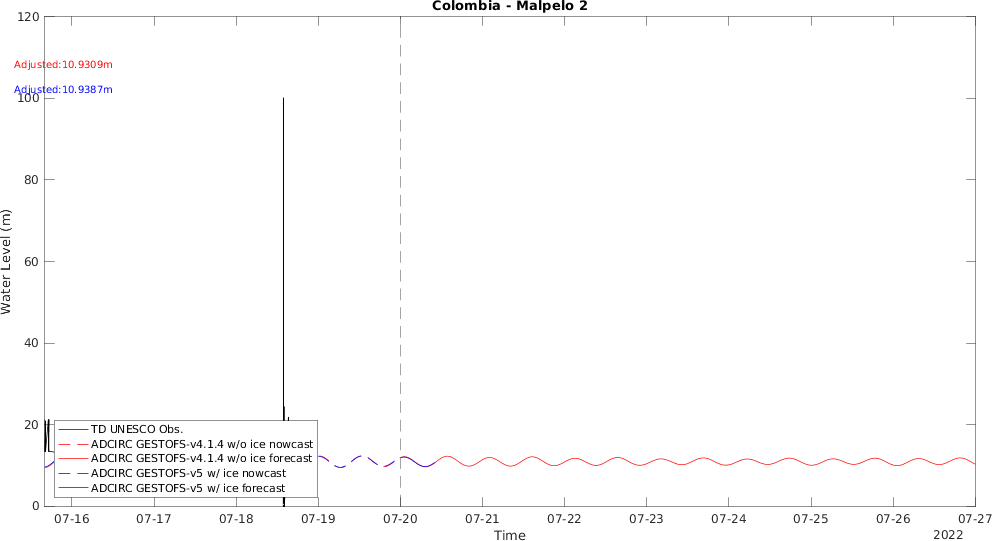 Colombia - Malpelo 2
120
100
80
60
40
20
0
Water Level (m)
Adjusted:10.9309m
Adjusted:10.9387m
TD UNESCO Obs.
ADCIRC GESTOFS-v4.1.4 w/o ice nowcast
ADCIRC GESTOFS-v4.1.4 w/o ice forecast
ADCIRC GESTOFS-v5 w/ ice nowcast
ADCIRC GESTOFS-v5 w/ ice forecast
07-16 07-17 07-18 07-19 07-20 07-21 07-22 07-23 07-24 07-25 07-26 07-27
Time
2022